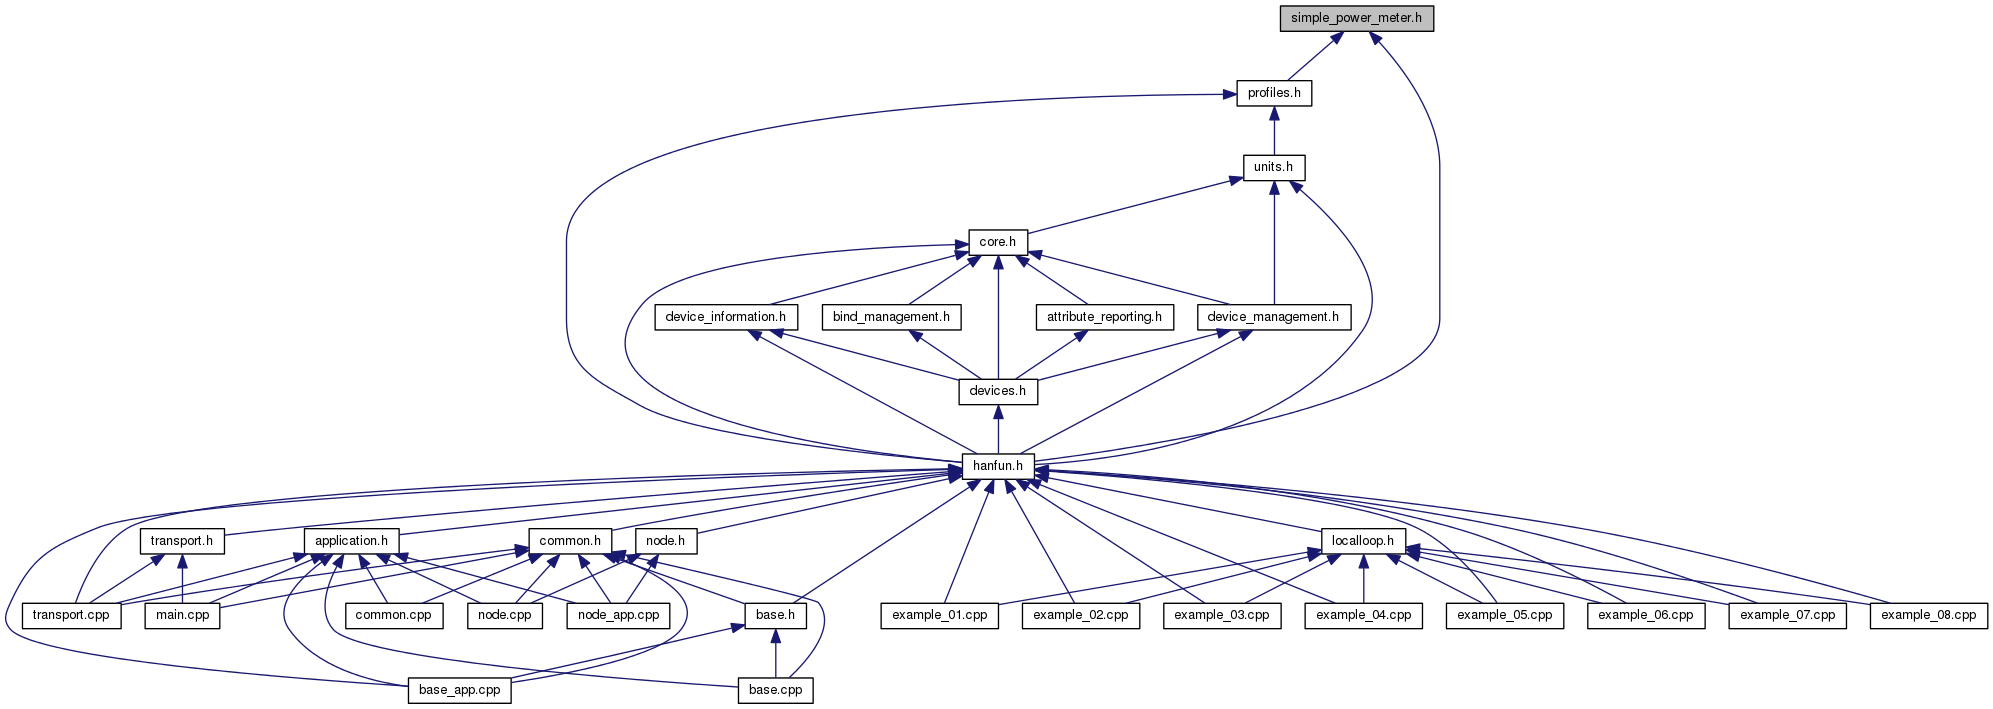 simple_power_meter.h
profiles.h
units.h
core.h
device_information.h
bind_management.h
attribute_reporting.h
device_management.h
devices.h
hanfun.h
transport.h
application.h
common.h
node.h
localloop.h
transport.cpp
main.cpp
common.cpp
node.cpp
node_app.cpp
base.h
example_01.cpp
example_02.cpp
example_03.cpp
example_04.cpp
example_05.cpp
example_06.cpp
example_07.cpp
example_08.cpp
base_app.cpp
base.cpp